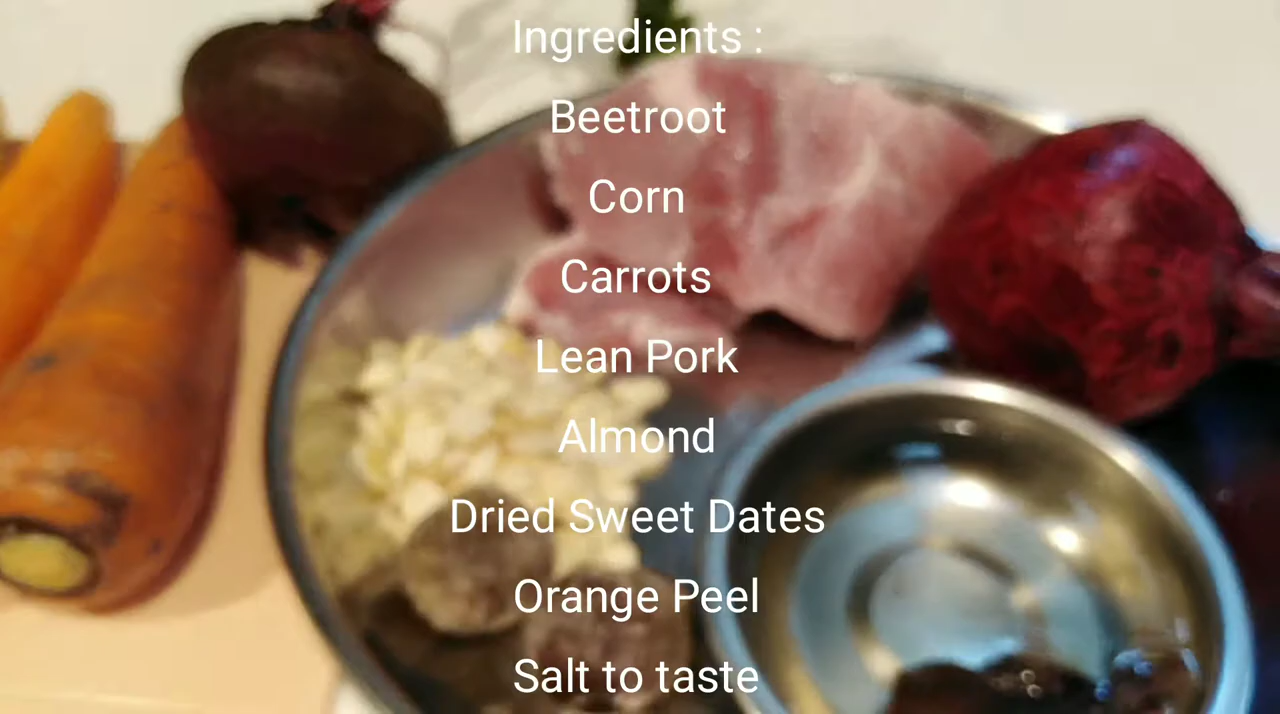 Ingredients :
Beetroot
Corn
Carrots
Lean Pork
Almond
Dried Sweet Dates
Orange Peel
Salt to taste